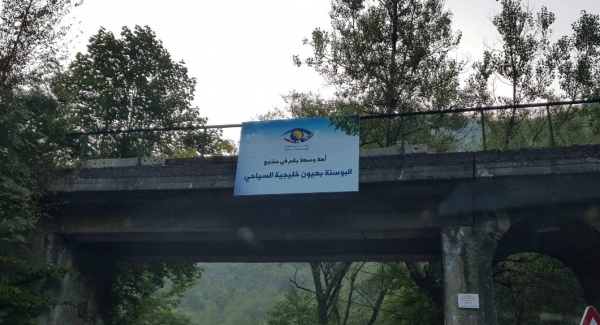 أهلا وسهلا بكم في منتجع
البوسنة بعيون خليجية السياحي